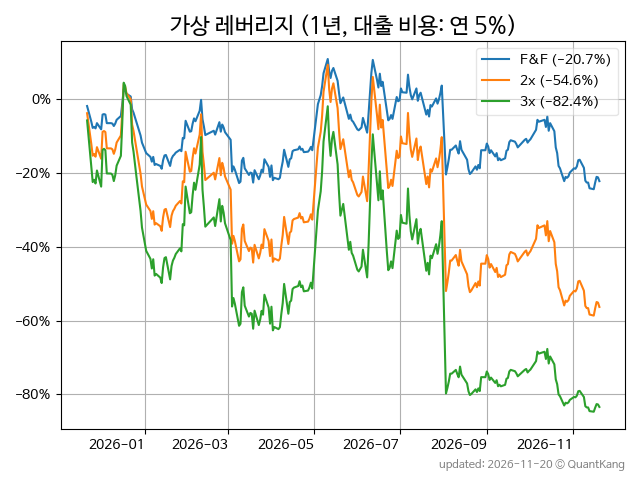 가상 레버리지 (1년, 대출 비용: 연 5%)
F&F (−20.7%)
2x (−54.6%)
3x (−82.4%)
0%
−20%
−40%
−60%
−80%
2026-01 2026-03 2026-05 2026-07 2026-09 2026-11
updated: 2026-11-20 © QuantKang